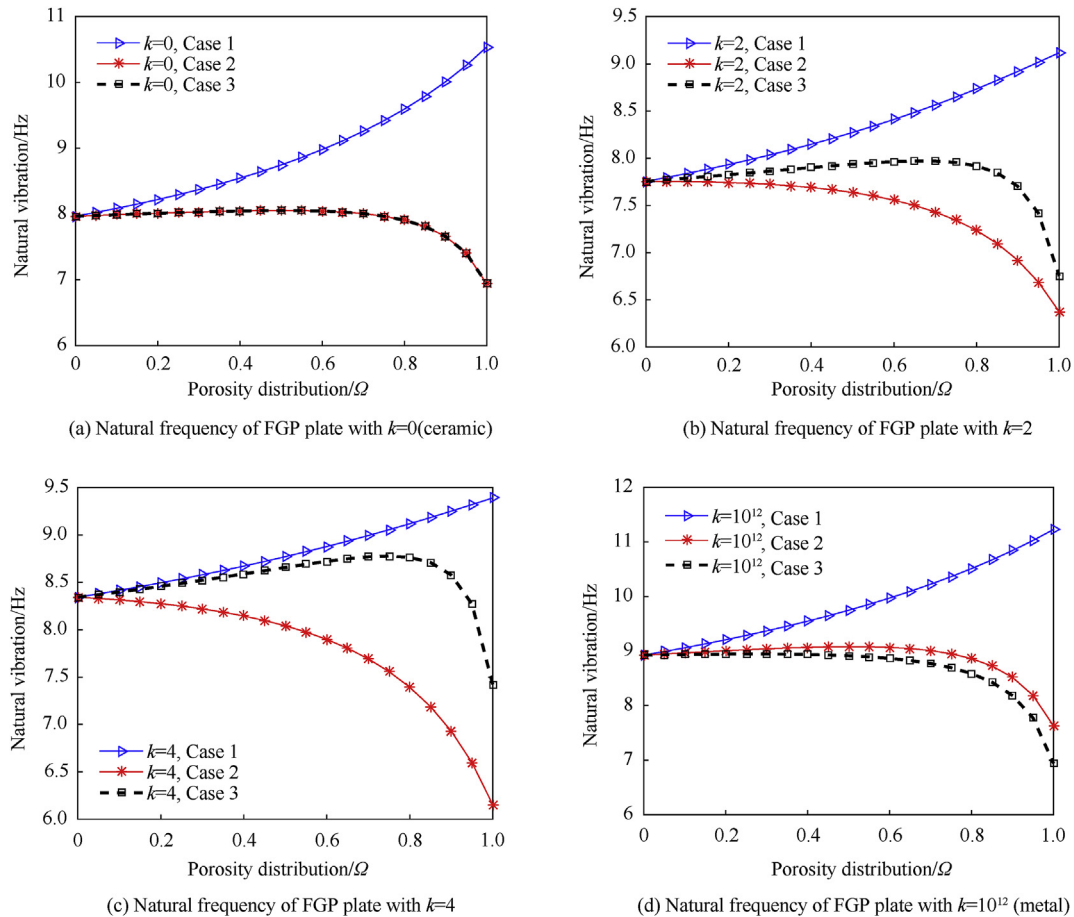 11
10
9
8
7
6
Natural vibration/Hz
k=0, Case 1
k=0, Case 2
k=0, Case 3
0 0.2 0.4 0.6 0.8 1.0
Porosity distribution/Ω
(a) Natural frequency of FGP plate with k=0(ceramic)
9.5
9.0
8.5
8.0
7.5
7.0
6.5
6.0
Natural vibration/Hz
k=2, Case 1
k=2, Case 2
k=2, Case 3
0 0.2 0.4 0.6 0.8 1.0
Porosity distribution/Ω
(b) Natural frequency of FGP plate with k=2
9.5
9.0
8.5
8.0
7.5
7.0
6.5
6.0
Natural vibration/Hz
k=4, Case 1
k=4, Case 2
k=4, Case 3
0 0.2 0.4 0.6 0.8 1.0
Porosity distribution/Ω
(c) Natural frequency of FGP plate with k=4
12
11
10
9
8
7
6
Natural vibration/Hz
k=10¹², Case 1
k=10¹², Case 2
k=10¹², Case 3
0 0.2 0.4 0.6 0.8 1.0
Porosity distribution/Ω
(d) Natural frequency of FGP plate with k=10¹² (metal)